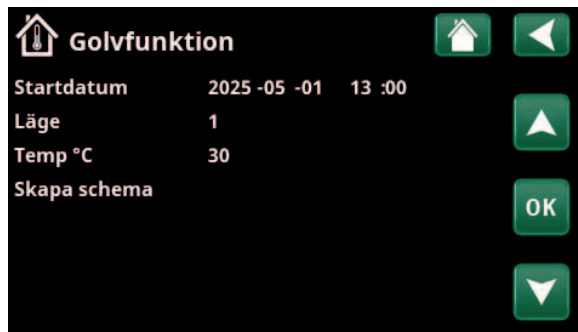 Golvfunktion
Startdatum 2025 -05 -01 13 :00
Läge 1
Temp °C 30
Skapa schema
OK